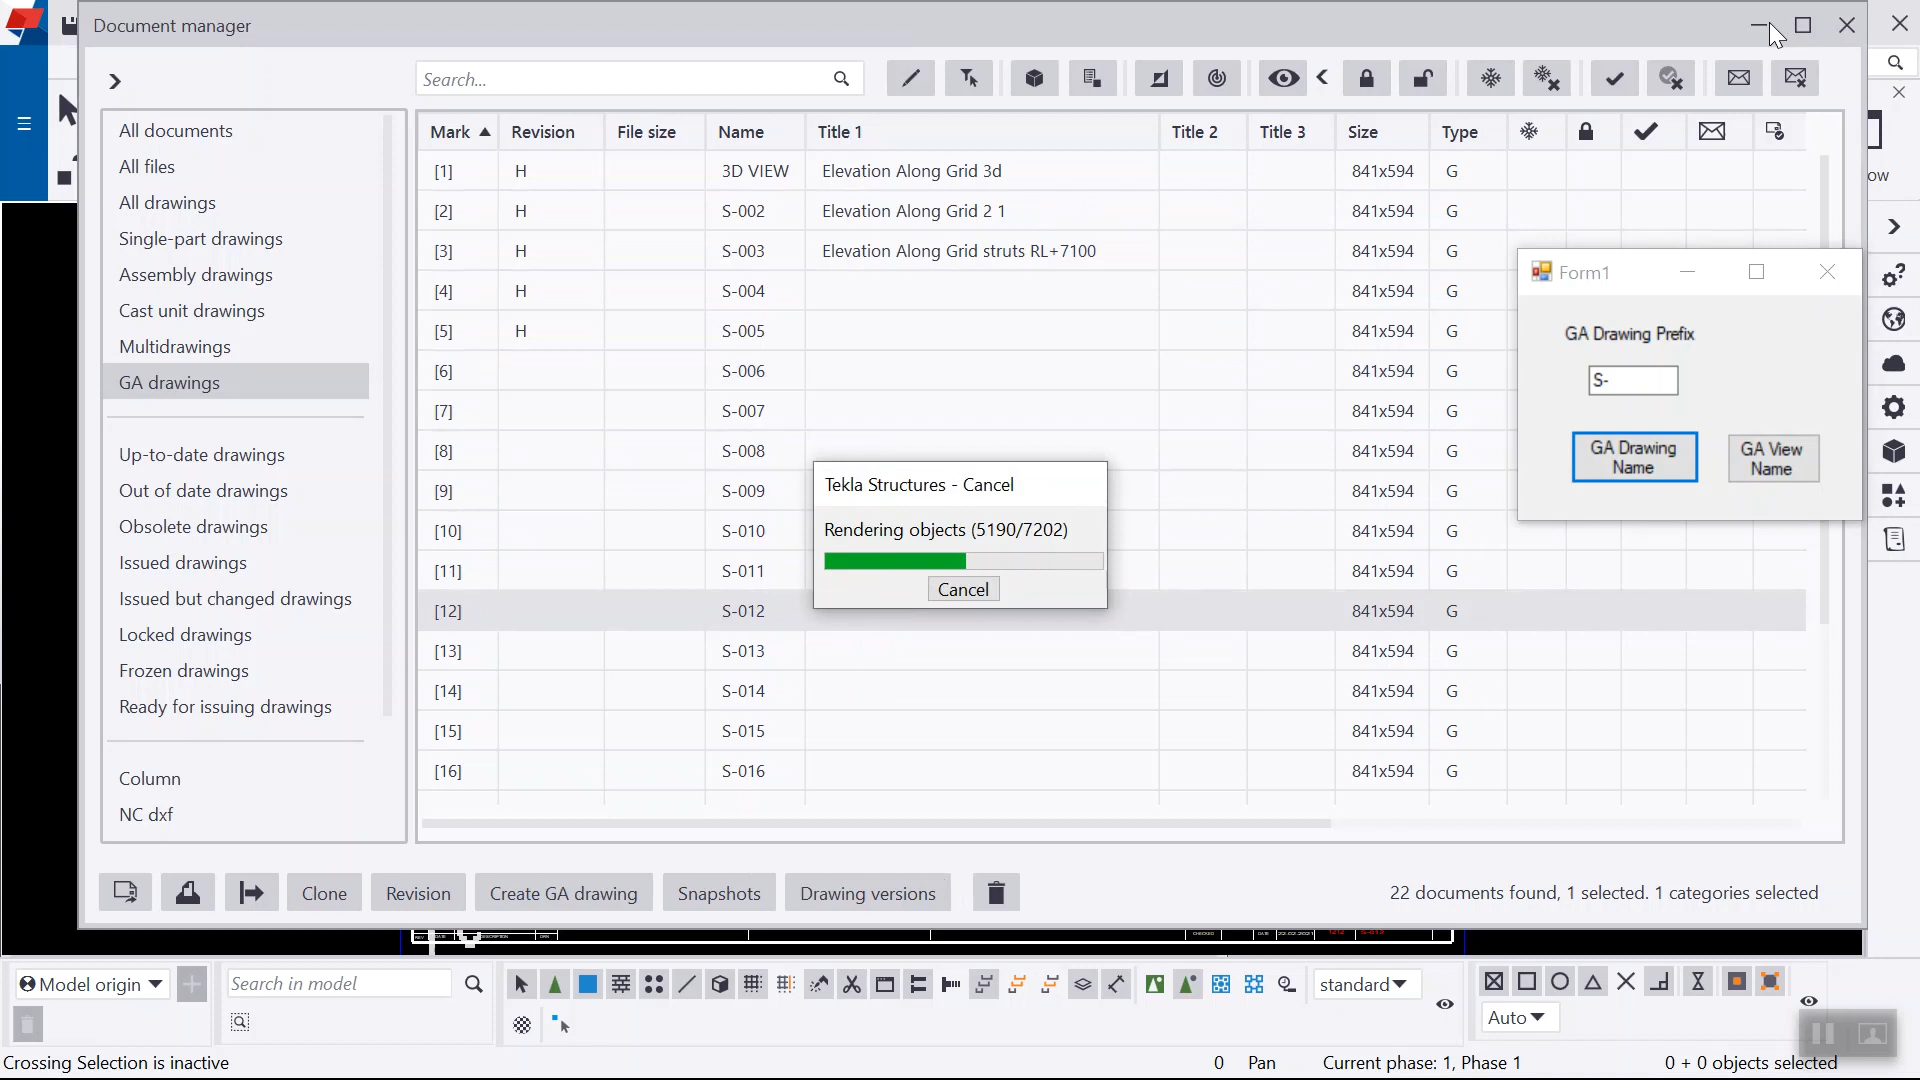 Document manager
Search...
All documents
All files
All drawings
Single-part drawings
Assembly drawings
Cast unit drawings
Multidrawings
GA drawings
Up-to-date drawings
Out of date drawings
Obsolete drawings
Issued drawings
Issued but changed drawings
Locked drawings
Frozen drawings
Ready for issuing drawings
Column
NC dxf
Mark Revision File size Name Title 1 Title 2 Title 3 Size Type
[1] H 3D VIEW Elevation Along Grid 3d 841x594 G
[2] H S-002 Elevation Along Grid 2 1 841x594 G
[3] H S-003 Elevation Along Grid struts RL+7100 841x594 G
[4] H S-004 841x594 G
[5] H S-005 841x594 G
[6] S-006 841x594 G
[7] S-007 841x594 G
[8] S-008 841x594 G
[9] S-009 841x594 G
[10] S-010 841x594 G
[11] S-011 841x594 G
[12] S-012 841x594 G
[13] S-013 841x594 G
[14] S-014 841x594 G
[15] S-015 841x594 G
[16] S-016 841x594 G
Tekla Structures - Cancel
Rendering objects (5190/7202)
Cancel
Form1
GA Drawing Prefix
S-
GA Drawing
Name
GA View
Name
ow
Clone Revision Create GA drawing Snapshots Drawing versions
22 documents found, 1 selected. 1 categories selected
Model origin
Search in model
standard
Auto
Crossing Selection is inactive
0 Pan Current phase: 1, Phase 1 0 + 0 objects selected